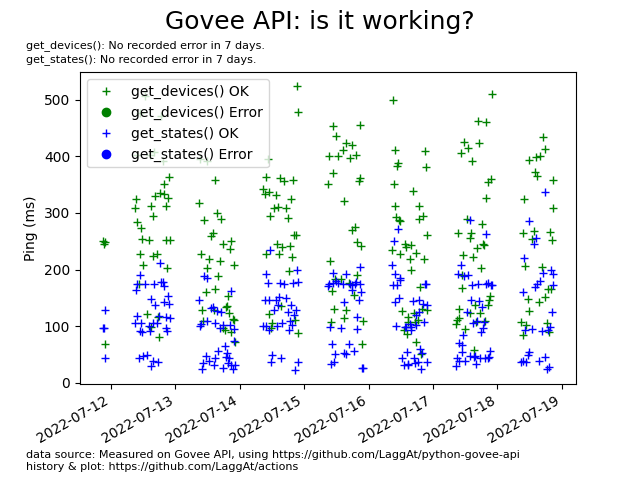 Govee API: is it working?
get_devices(): No recorded error in 7 days.
get_states(): No recorded error in 7 days.
get_devices() OK
get_devices() Error
get_states() OK
get_states() Error
Ping (ms)
500
400
300
200
100
0
2022-07-12
2022-07-13
2022-07-14
2022-07-15
2022-07-16
2022-07-17
2022-07-18
2022-07-19
data source: Measured on Govee API, using https://github.com/LaggAt/python-govee-api
history & plot: https://github.com/LaggAt/actions